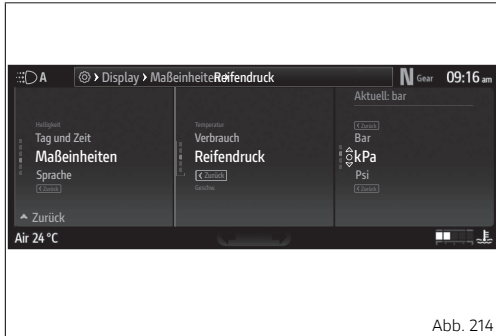 A
Display > Maßeinheiten > Reifendruck
N Gear 09:16 am
Helligkeit
Tag und Zeit
Maßeinheiten
Sprache
Zurück
Zurück
Temperatur
Verbrauch
Reifendruck
Zurück
Geschw.
Aktuell: bar
Zurück
Bar
kPa
Psi
Zurück
Air 24 °C
Abb. 214